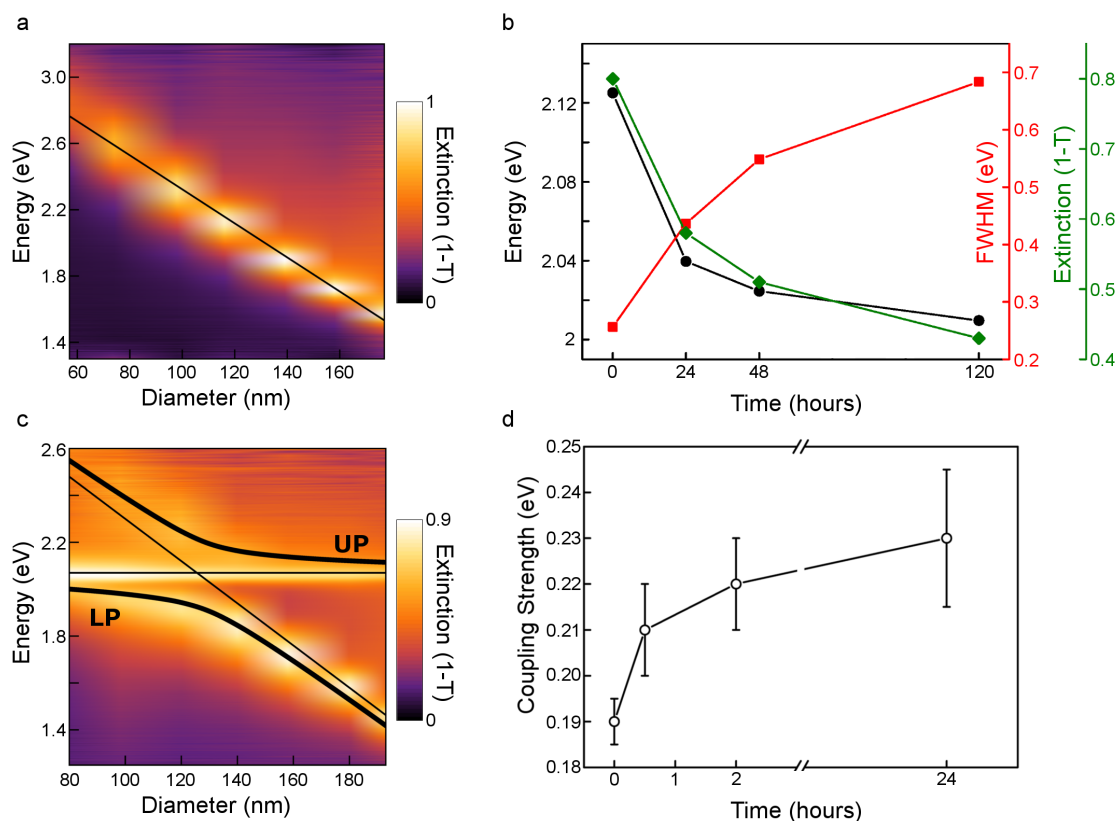 a
3.0
2.6
2.2
1.8
1.4
Energy (eV)
60 80 100 120 140 160
Diameter (nm)
1
0
Extinction (1-T)
b
2.12
2.08
2.04
2
Energy (eV)
0 24 48 120
Time (hours)
0.7
0.6
0.5
0.4
0.3
0.2
FWHM (eV)
0.8
0.7
0.6
0.5
0.4
Extinction (1-T)
c
2.6
2.2
1.8
1.4
Energy (eV)
UP
LP
80 100 120 140 160 180
Diameter (nm)
0.9
0
Extinction (1-T)
d
0.25
0.24
0.23
0.22
0.21
0.20
0.19
0.18
Coupling Strength (eV)
0 1 2 24
Time (hours)